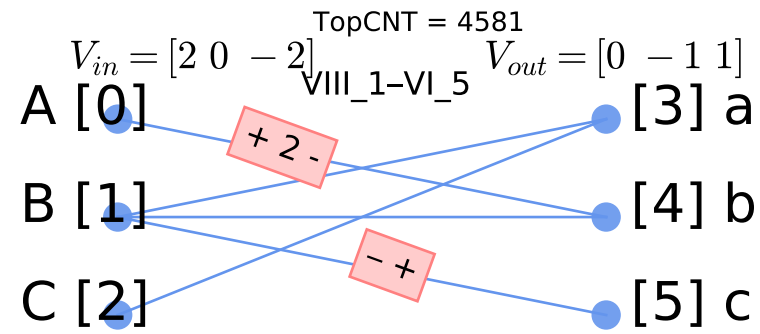 TopCNT = 4581
V_in = [2 0 −2]
V_out = [0 −1 1]
VIII_1–VI_5
A [0]
[3] a
+ 2 -
B [1]
[4] b
− +
C [2]
[5] c